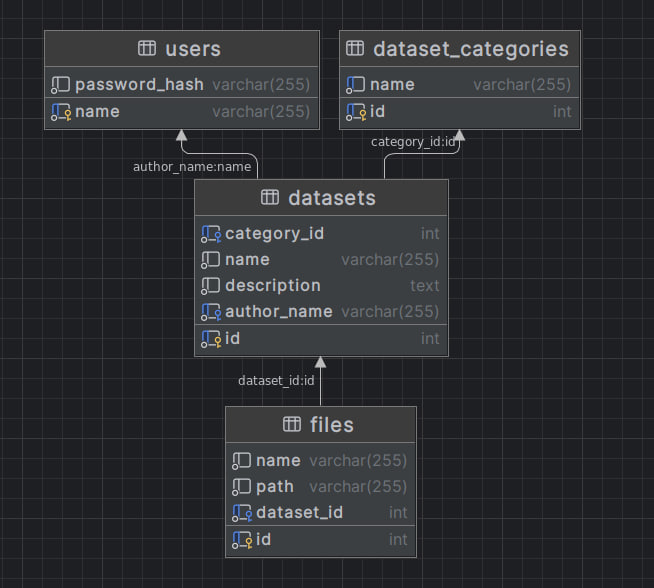 users
password_hash varchar(255)
name varchar(255)
dataset_categories
name varchar(255)
id int
author_name:name
category_id:id
datasets
category_id int
name varchar(255)
description text
author_name varchar(255)
id int
dataset_id:id
files
name varchar(255)
path varchar(255)
dataset_id int
id int